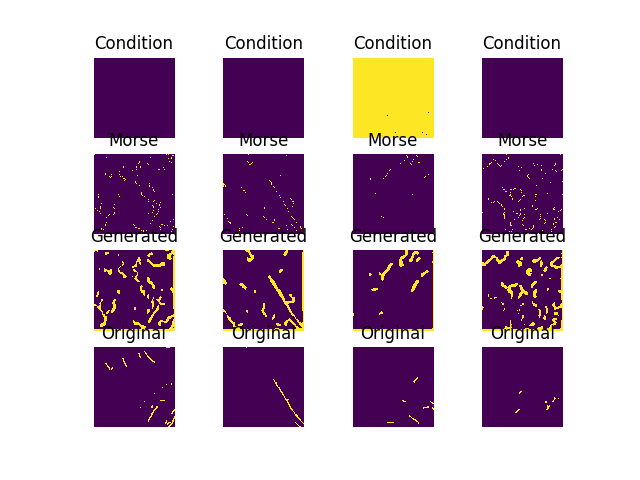 Condition Condition Condition Condition
Morse Morse Morse Morse
Generated Generated Generated Generated
Original Original Original Original